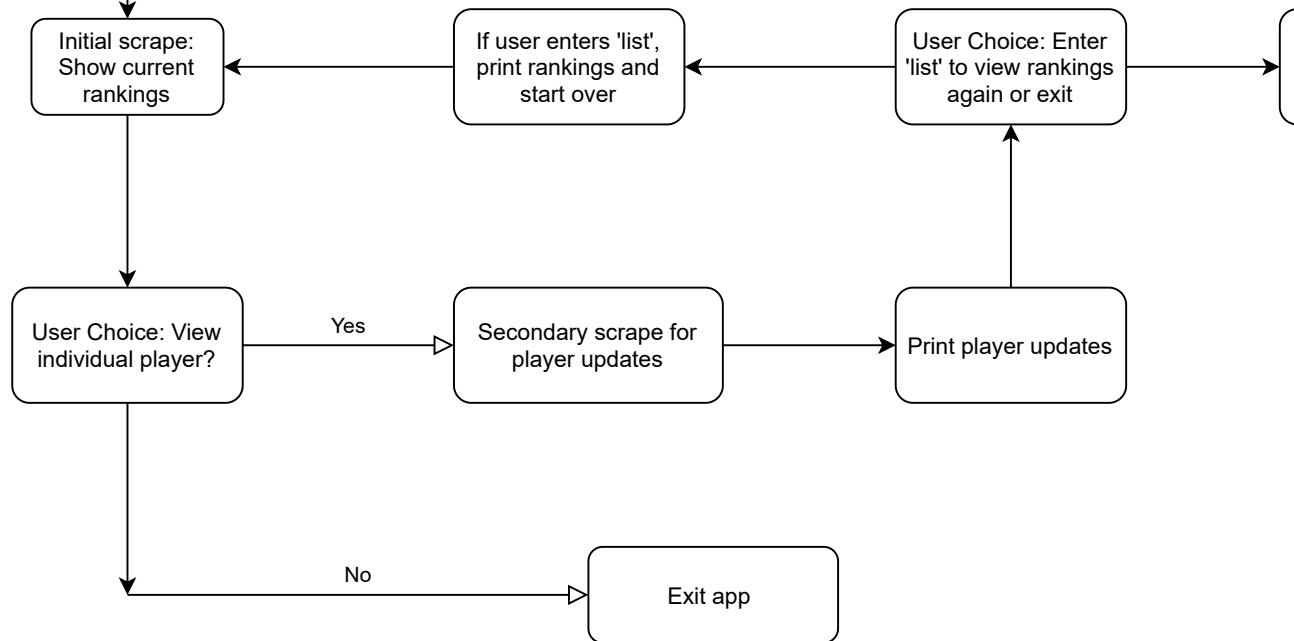 Initial scrape:
Show current
rankings
If user enters 'list',
print rankings and
start over
User Choice: Enter
'list' to view rankings
again or exit
User Choice: View
individual player?
Yes
Secondary scrape for
player updates
Print player updates
No
Exit app